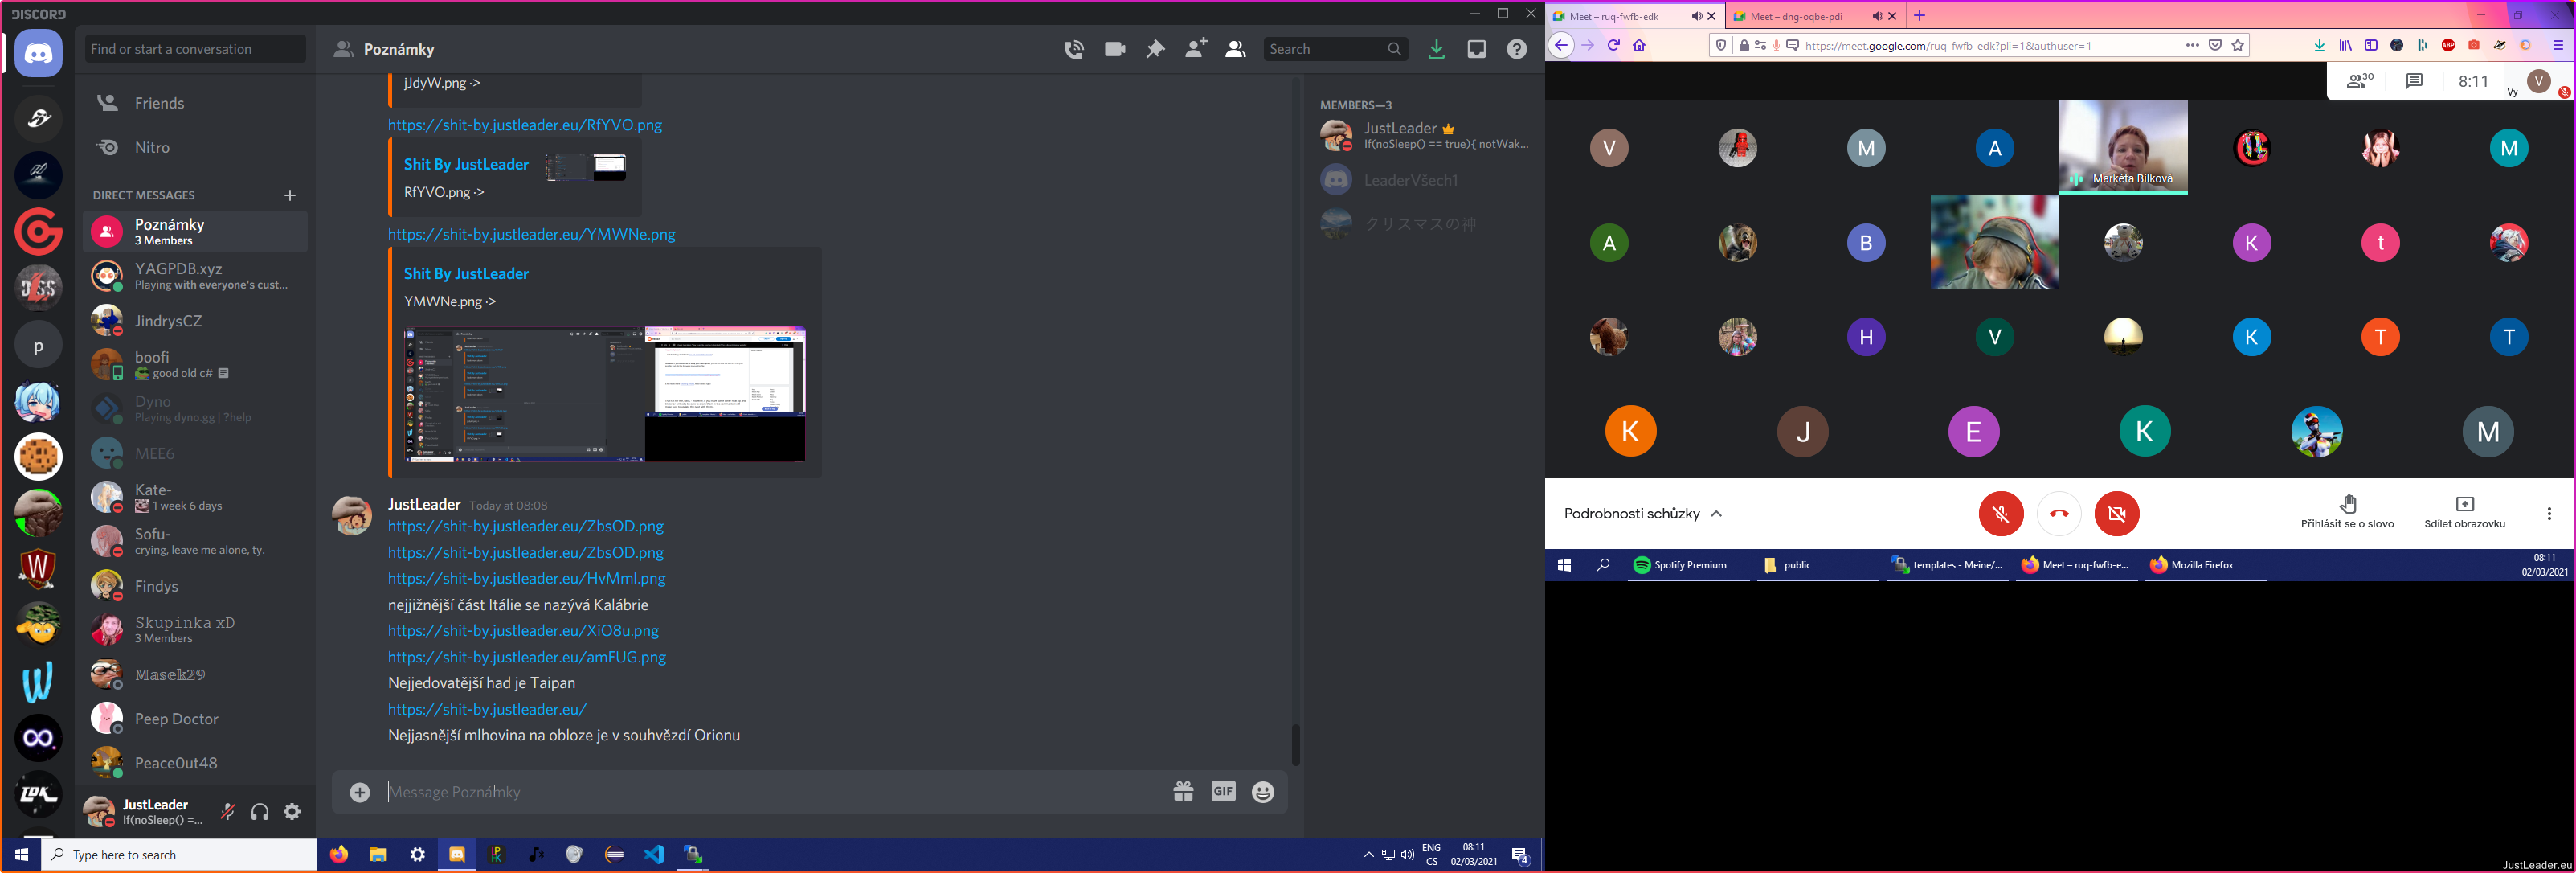 DISCORD
Find or start a conversation
Friends
Nitro
DIRECT MESSAGES
Poznámky
3 Members
YAGPDB.xyz
Playing with everyone's cust...
JindrysCZ
boofi
good old c#
Dyno
Playing dyno.gg | ?help
MEE6
Kate-
1 week 6 days
Sofu-
crying, leave me alone, ty.
Findys
Skupinka xD
3 Members
Masek29
Peep Doctor
Peace0ut48
JustLeader
If(noSleep() =...
p
Poznámky
Search
jJdyW.png ->
https://shit-by.justleader.eu/RfYVO.png
Shit By JustLeader
RfYVO.png ->
https://shit-by.justleader.eu/YMWNe.png
Shit By JustLeader
YMWNe.png ->
JustLeader Today at 08:08
https://shit-by.justleader.eu/ZbsOD.png
https://shit-by.justleader.eu/ZbsOD.png
https://shit-by.justleader.eu/HvMml.png
nejjižnější část Itálie se nazývá Kalábrie
https://shit-by.justleader.eu/XiO8u.png
https://shit-by.justleader.eu/amFUG.png
Nejjedovatější had je Taipan
https://shit-by.justleader.eu/
Nejjasnější mlhovina na obloze je v souhvězdí Orionu
Message Poznámky
GIF
MEMBERS—3
JustLeader
If(noSleep() == true){ notWak...
LeaderVšech1
クリスマスの神
Type here to search
ENG
CS
08:11
02/03/2021
4
Meet – ruq-fwfb-edk
Meet – dng-oqbe-pdi
https://meet.google.com/ruq-fwfb-edk?pli=1&authuser=1
ABP
30
8:11
Vy
V
V M A M
Markéta Bílková
A B K t
H V K T T
K J E K M
Podrobnosti schůzky
Přihlásit se o slovo
Sdílet obrazovku
Spotify Premium
public
templates - Meine/...
Meet – ruq-fwfb-e...
Mozilla Firefox
08:11
02/03/2021
JustLeader.eu